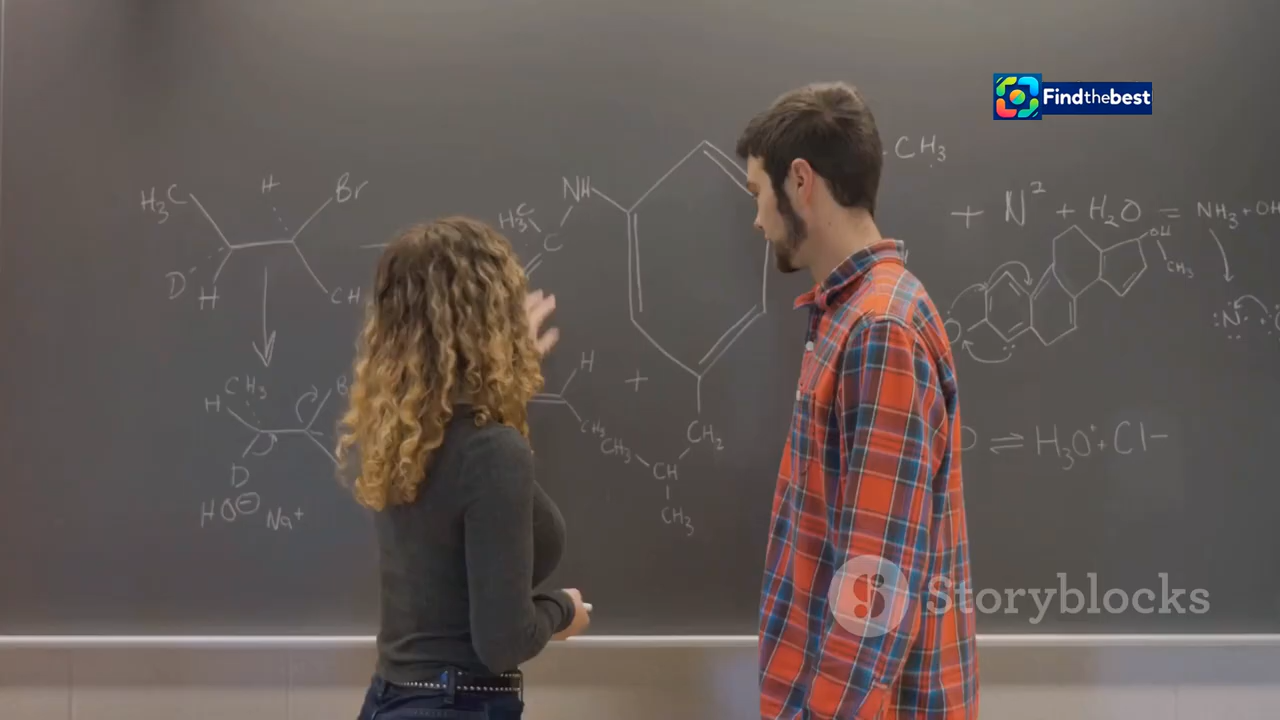 Findthebest
H₃C
H
Br
D
H
CH
CH₃
H
B
D
HO⊖ Na⁺
H₃C
C
NH
H
CH₃
+
CH₂
CH₃
CH
CH₃
CH₃
+ N² + H₂O = NH₃ + OH
OH
CH₃
:N·
⇌ H₃O⁺ + Cl−
Storyblocks